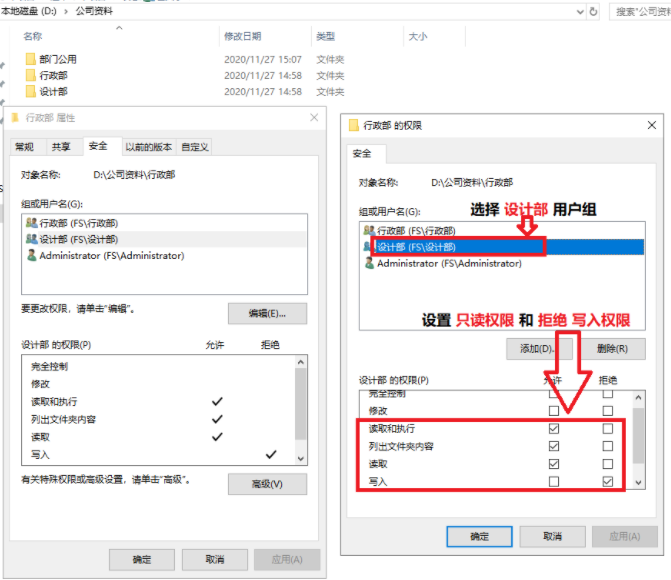 本地磁盘 (D:) › 公司资料
搜索"公司资料
名称 修改日期 类型 大小
部门公用 2020/11/27 15:07 文件夹
行政部 2020/11/27 14:58 文件夹
设计部 2020/11/27 14:58 文件夹
行政部 属性
常规 共享 安全 以前的版本 自定义
对象名称: D:\公司资料\行政部
组或用户名(G):
行政部 (FS\行政部)
设计部 (FS\设计部)
Administrator (FS\Administrator)
要更改权限，请单击"编辑"。
编辑(E)...
设计部 的权限(P) 允许 拒绝
完全控制
修改
读取和执行
列出文件夹内容
读取
写入
有关特殊权限或高级设置，请单击"高级"。
高级(V)
确定 取消 应用(A)
行政部 的权限
安全
对象名称: D:\公司资料\行政部
选择 设计部 用户组
组或用户名(G):
行政部 (FS\行政部)
设计部 (FS\设计部)
Administrator (FS\Administrator)
设置 只读权限 和 拒绝 写入权限
添加(D)... 删除(R)
设计部 的权限(P) 允许 拒绝
完全控制
修改
读取和执行
列出文件夹内容
读取
写入
确定 取消 应用(A)